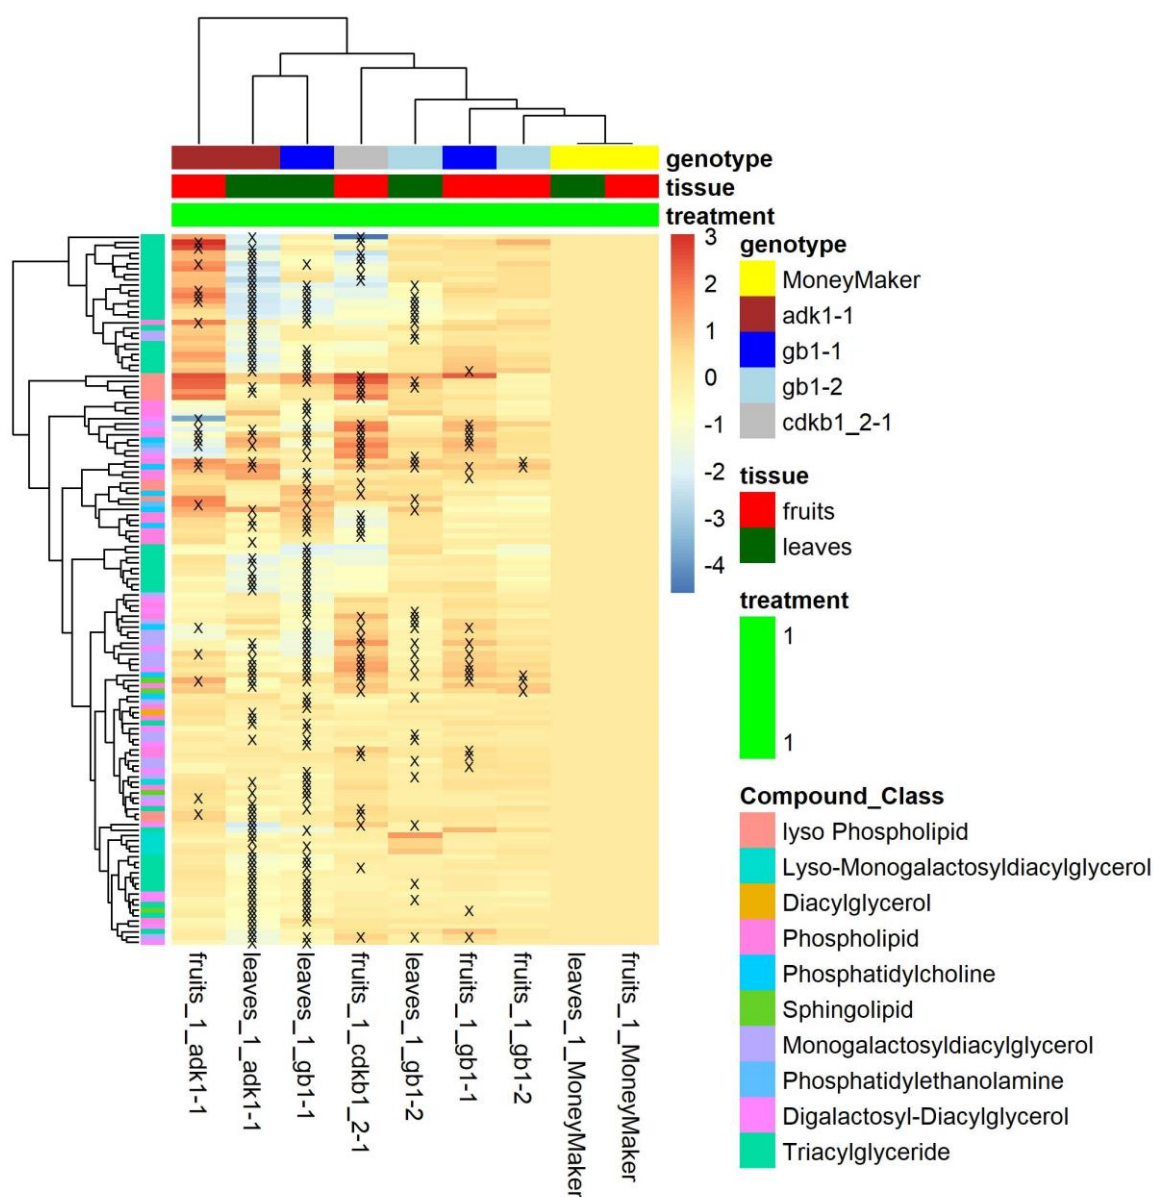 genotype
tissue
treatment
3
2
1
0
-1
-2
-3
-4
genotype
MoneyMaker
adk1-1
gb1-1
gb1-2
cdkb1_2-1
tissue
fruits
leaves
treatment
1
1
Compound_Class
lyso Phospholipid
Lyso-Monogalactosyldiacylglycerol
Diacylglycerol
Phospholipid
Phosphatidylcholine
Sphingolipid
Monogalactosyldiacylglycerol
Phosphatidylethanolamine
Digalactosyl-Diacylglycerol
Triacylglyceride
fruits_1_adk1-1
leaves_1_adk1-1
leaves_1_gb1-1
fruits_1_cdkb1_2-1
leaves_1_gb1-2
fruits_1_gb1-1
fruits_1_gb1-2
leaves_1_MoneyMaker
fruits_1_MoneyMaker